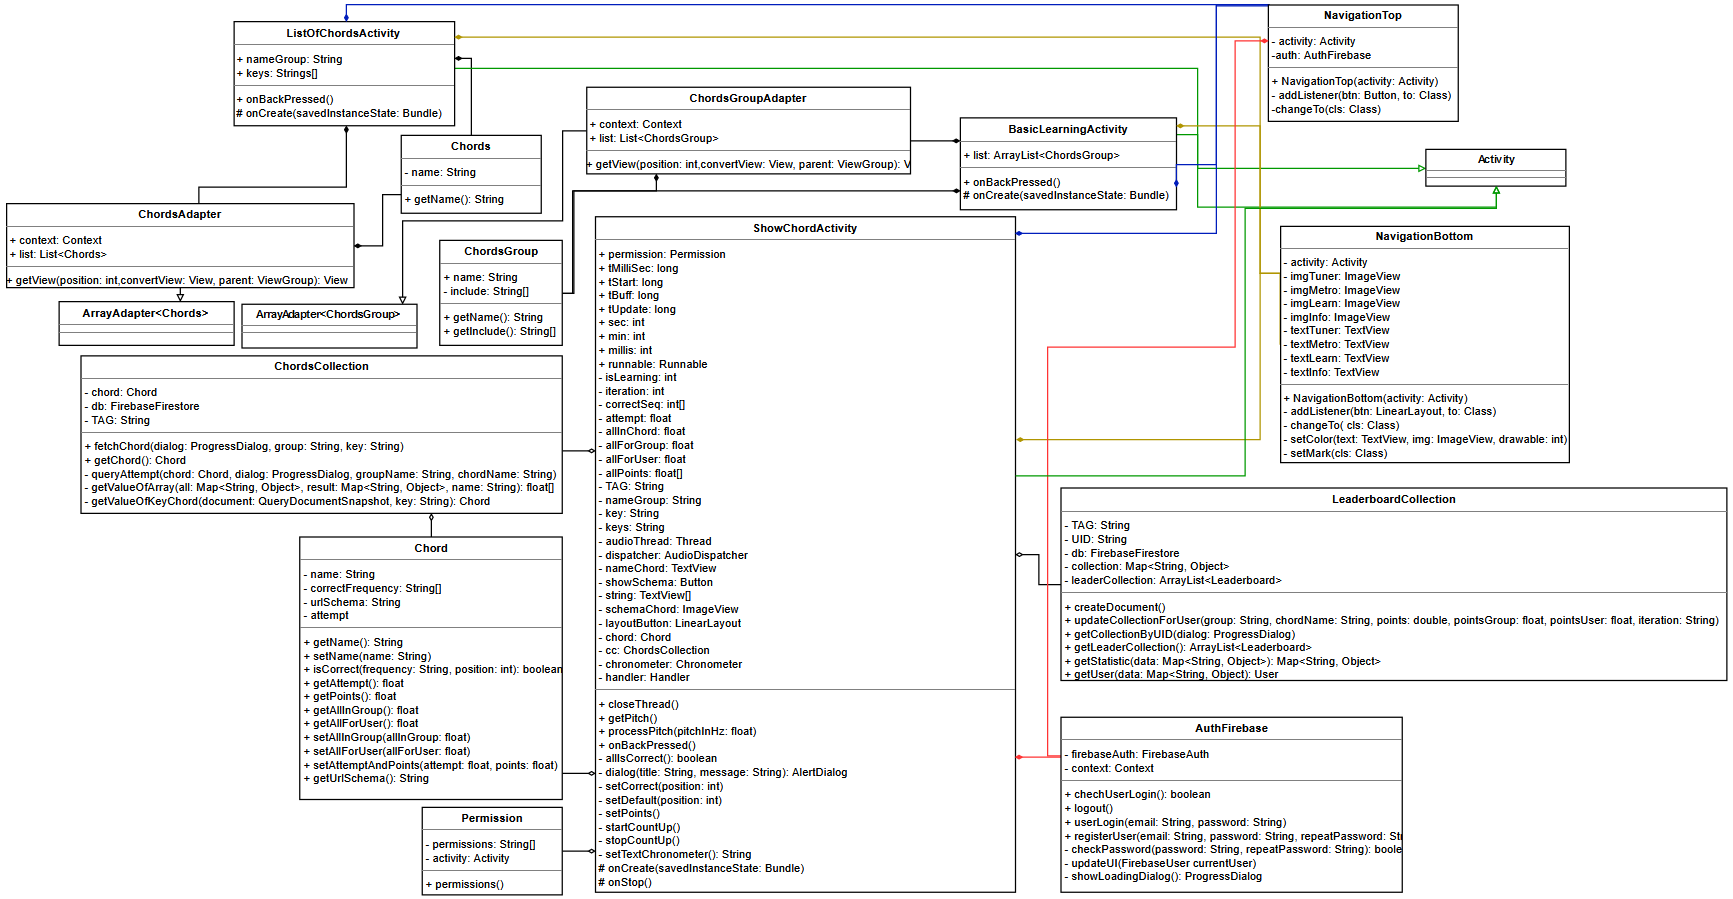 ListOfChordsActivity
+ nameGroup: String
+ keys: Strings[]
+ onBackPressed()
# onCreate(savedInstanceState: Bundle)
NavigationTop
- activity: Activity
-auth: AuthFirebase
+ NavigationTop(activity: Activity)
- addListener(btn: Button, to: Class)
-changeTo(cls: Class)
ChordsGroupAdapter
+ context: Context
+ list: List<ChordsGroup>
+ getView(position: int,convertView: View, parent: ViewGroup): V
BasicLearningActivity
+ list: ArrayList<ChordsGroup>
+ onBackPressed()
# onCreate(savedInstanceState: Bundle)
Chords
- name: String
+ getName(): String
Activity
ChordsAdapter
+ context: Context
+ list: List<Chords>
+ getView(position: int,convertView: View, parent: ViewGroup): View
ArrayAdapter<Chords>
ArrayAdapter<ChordsGroup>
ChordsGroup
+ name: String
- include: String[]
+ getName(): String
+ getInclude(): String[]
ShowChordActivity
+ permission: Permission
+ tMilliSec: long
+ tStart: long
+ tBuff: long
+ tUpdate: long
+ sec: int
+ min: int
+ millis: int
+ runnable: Runnable
- isLearning: int
- iteration: int
- correctSeq: int[]
- attempt: float
- allInChord: float
- allForGroup: float
- allForUser: float
- allPoints: float[]
- TAG: String
- nameGroup: String
- key: String
- keys: String
- audioThread: Thread
- dispatcher: AudioDispatcher
- nameChord: TextView
- showSchema: Button
- string: TextView[]
- schemaChord: ImageView
- layoutButton: LinearLayout
- chord: Chord
- cc: ChordsCollection
- chronometer: Chronometer
- handler: Handler
+ closeThread()
+ getPitch()
+ processPitch(pitchInHz: float)
+ onBackPressed()
- allIsCorrect(): boolean
- dialog(title: String, message: String): AlertDialog
- setCorrect(position: int)
- setDefault(position: int)
- setPoints()
- startCountUp()
- stopCountUp()
- setTextChronometer(): String
# onCreate(savedInstanceState: Bundle)
# onStop()
NavigationBottom
- activity: Activity
- imgTuner: ImageView
- imgMetro: ImageView
- imgLearn: ImageView
- imgInfo: ImageView
- textTuner: TextView
- textMetro: TextView
- textLearn: TextView
- textInfo: TextView
+ NavigationBottom(activity: Activity)
- addListener(btn: LinearLayout, to: Class)
- changeTo( cls: Class)
- setColor(text: TextView, img: ImageView, drawable: int)
- setMark(cls: Class)
ChordsCollection
- chord: Chord
- db: FirebaseFirestore
- TAG: String
+ fetchChord(dialog: ProgressDialog, group: String, key: String)
+ getChord(): Chord
- queryAttempt(chord: Chord, dialog: ProgressDialog, groupName: String, chordName: String)
- getValueOfArray(all: Map<String, Object>, result: Map<String, Object>, name: String): float[]
- getValueOfKeyChord(document: QueryDocumentSnapshot, key: String): Chord
Chord
- name: String
- correctFrequency: String[]
- urlSchema: String
- attempt
+ getName(): String
+ setName(name: String)
+ isCorrect(frequency: String, position: int): boolean
+ getAttempt(): float
+ getPoints(): float
+ getAllInGroup(): float
+ getAllForUser(): float
+ setAllInGroup(allInGroup: float)
+ setAllForUser(allForUser: float)
+ setAttemptAndPoints(attempt: float, points: float)
+ getUrlSchema(): String
Permission
- permissions: String[]
- activity: Activity
+ permissions()
LeaderboardCollection
- TAG: String
- UID: String
- db: FirebaseFirestore
- collection: Map<String, Object>
- leaderCollection: ArrayList<Leaderboard>
+ createDocument()
+ updateCollectionForUser(group: String, chordName: String, points: double, pointsGroup: float, pointsUser: float, iteration: String)
+ getCollectionByUID(dialog: ProgressDialog)
+ getLeaderCollection(): ArrayList<Leaderboard>
+ getStatistic(data: Map<String, Object>): Map<String, Object>
+ getUser(data: Map<String, Object): User
AuthFirebase
- firebaseAuth: FirebaseAuth
- context: Context
+ chechUserLogin(): boolean
+ logout()
+ userLogin(email: String, password: String)
+ registerUser(email: String, password: String, repeatPassword: Str
- checkPassword(password: String, repeatPassword: String): boole
- updateUI(FirebaseUser currentUser)
- showLoadingDialog(): ProgressDialog